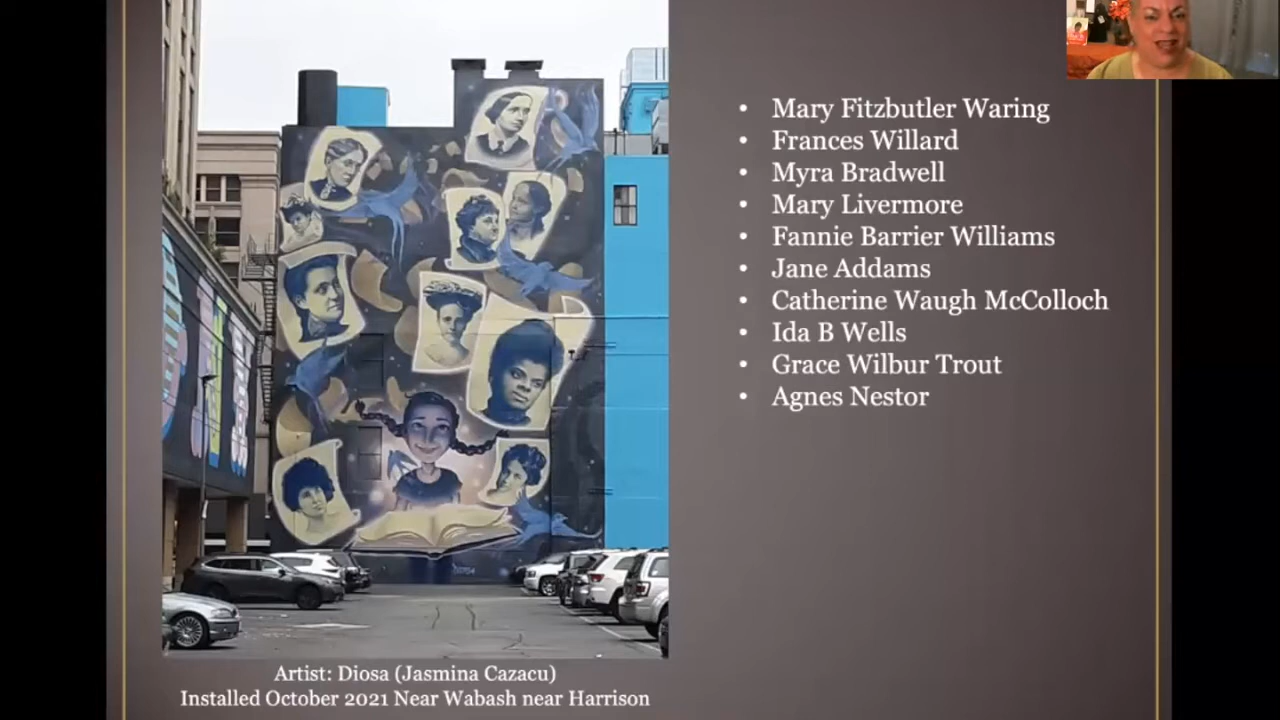 Mary Fitzbutler Waring
Frances Willard
Myra Bradwell
Mary Livermore
Fannie Barrier Williams
Jane Addams
Catherine Waugh McColloch
Ida B Wells
Grace Wilbur Trout
Agnes Nestor
Artist: Diosa (Jasmina Cazacu)
Installed October 2021 Near Wabash near Harrison